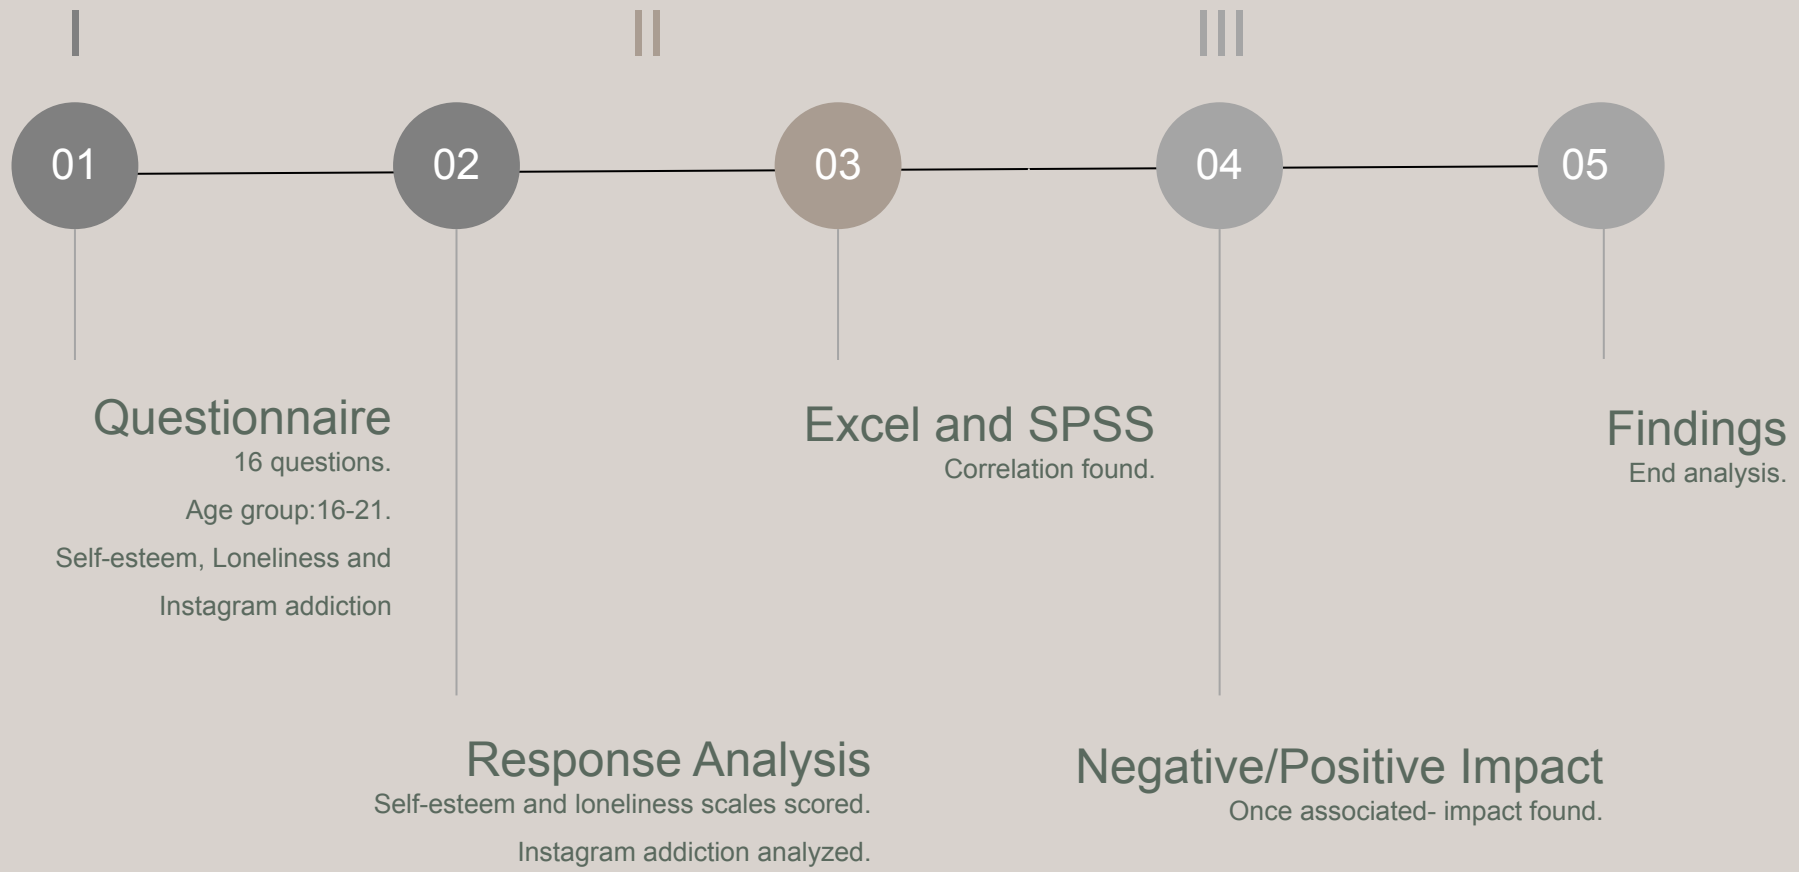 01
02
03
04
05
Questionnaire
16 questions.
Age group:16-21.
Self-esteem, Loneliness and
Instagram addiction
Response Analysis
Self-esteem and loneliness scales scored.
Instagram addiction analyzed.
Excel and SPSS
Correlation found.
Negative/Positive Impact
Once associated- impact found.
Findings
End analysis.